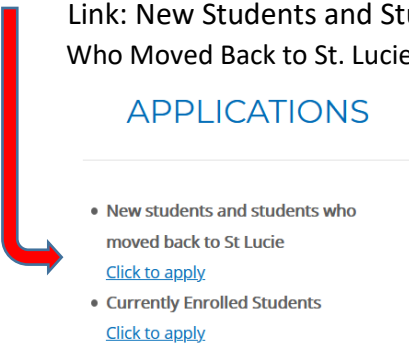 Link: New Students and
Who Moved Back to St. Lucie
APPLICATIONS
• New students and students who
moved back to St Lucie
Click to apply
• Currently Enrolled Students
Click to apply